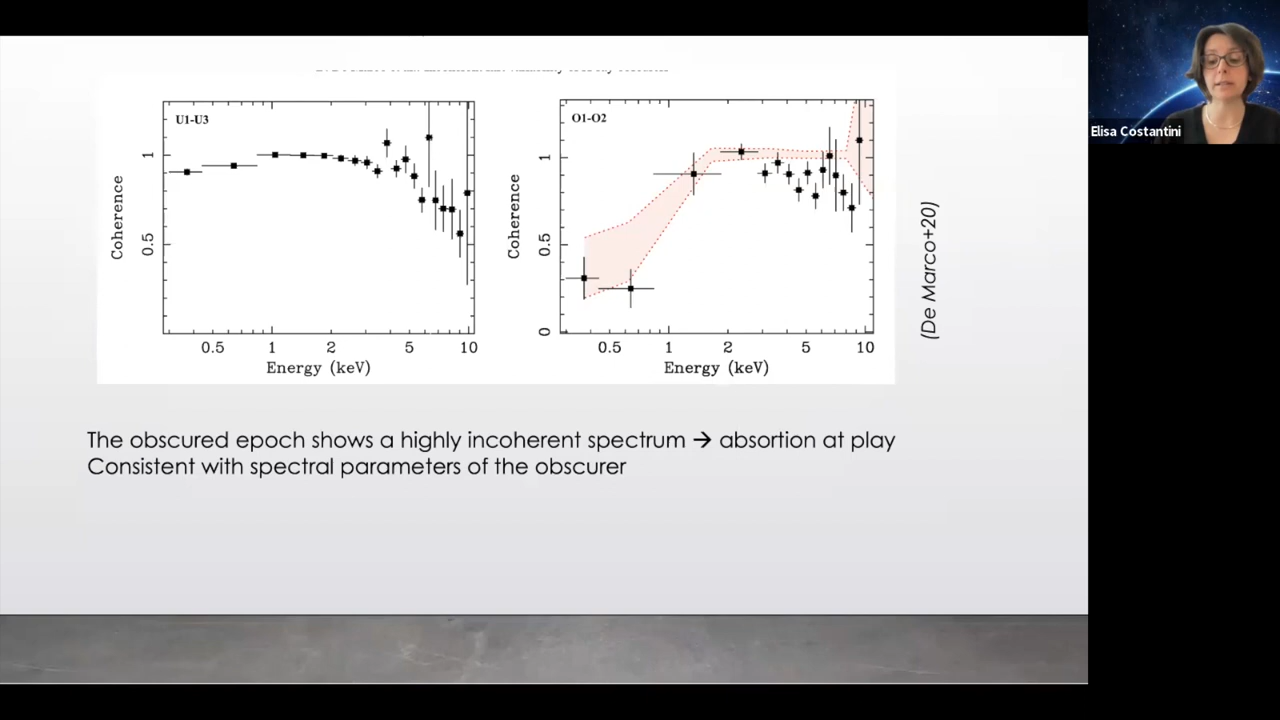 U1-U3
1
0.5
Coherence
0.5 1 2 5 10
Energy (keV)
O1-O2
1
0.5
0
Coherence
0.5 1 2 5 10
Energy (keV)
(De Marco+20)
The obscured epoch shows a highly incoherent spectrum → absortion at play
Consistent with spectral parameters of the obscurer
Elisa Costantini